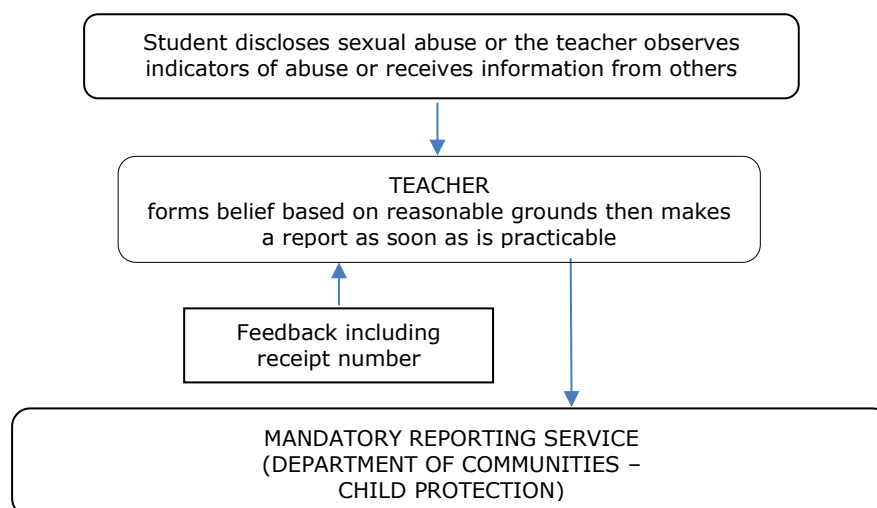 Student discloses sexual abuse or the teacher observes
indicators of abuse or receives information from others
TEACHER
forms belief based on reasonable grounds then makes
a report as soon as is practicable
Feedback including
receipt number
MANDATORY REPORTING SERVICE
(DEPARTMENT OF COMMUNITIES –
CHILD PROTECTION)